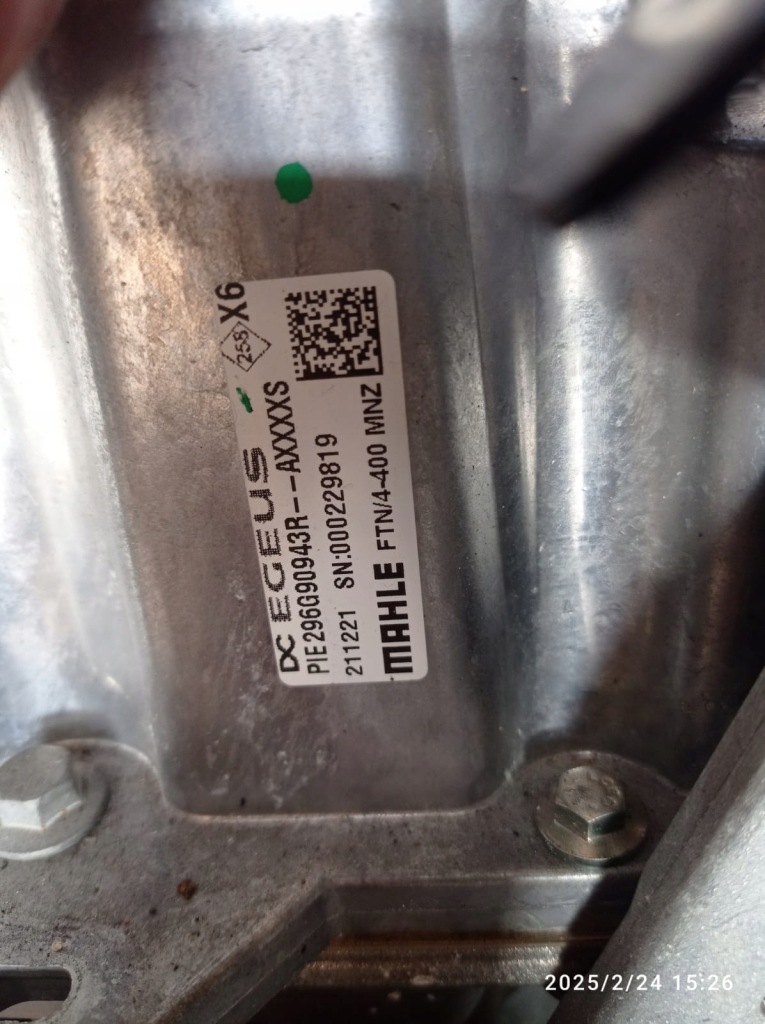 X6
258
DC EGEUS
PIE296G90943R--AXXXXS
211221 SN:000229819
MAHLE FTN/4-400 MNZ
2025/2/24 15:26